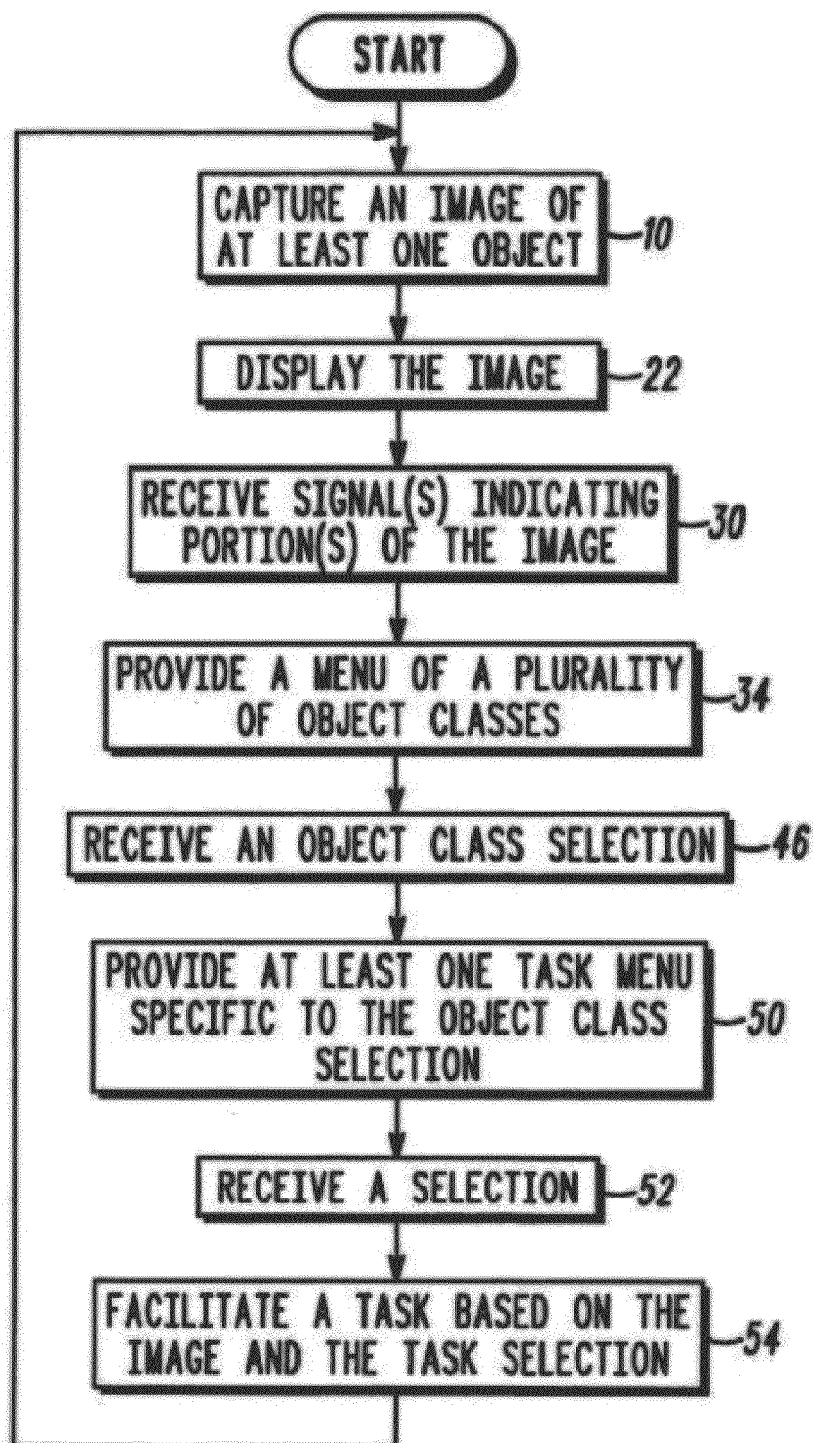 START
CAPTURE AN IMAGE OF
AT LEAST ONE OBJECT
10
DISPLAY THE IMAGE
22
RECEIVE SIGNAL(S) INDICATING
PORTION(S) OF THE IMAGE
30
PROVIDE A MENU OF A PLURALITY
OF OBJECT CLASSES
34
RECEIVE AN OBJECT CLASS SELECTION
46
PROVIDE AT LEAST ONE TASK MENU
SPECIFIC TO THE OBJECT CLASS
SELECTION
50
RECEIVE A SELECTION
52
FACILITATE A TASK BASED ON THE
IMAGE AND THE TASK SELECTION
54